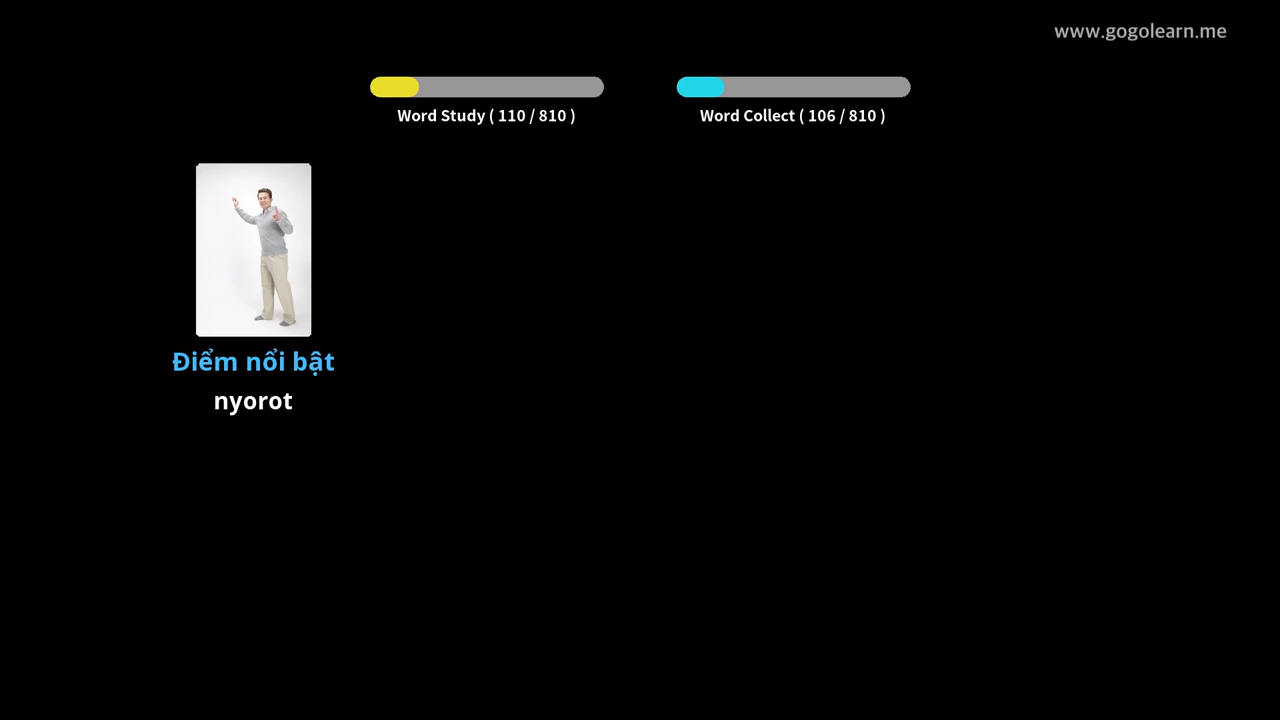 www.gogolearn.me
Word Study ( 110 / 810 )
Word Collect ( 106 / 810 )
Điểm nổi bật
nyorot